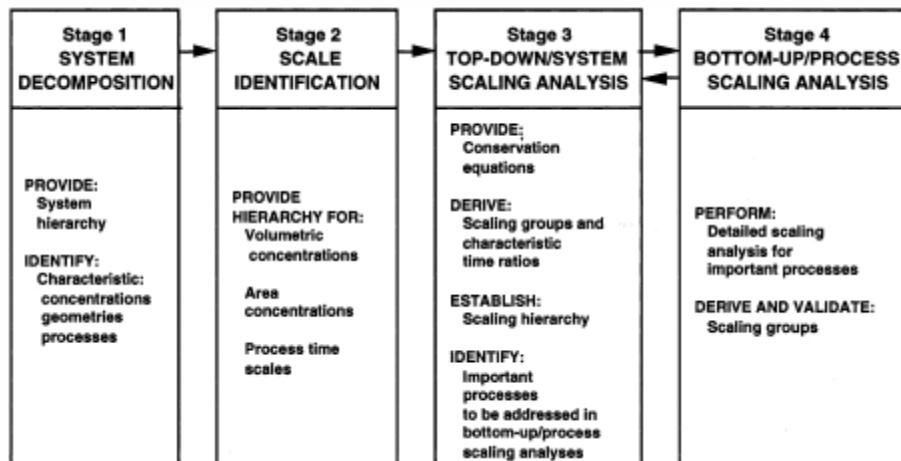 Stage 1
SYSTEM
DECOMPOSITION
PROVIDE:
System
hierarchy
IDENTIFY:
Characteristic:
concentrations
geometries
processes
Stage 2
SCALE
IDENTIFICATION
PROVIDE
HIERARCHY FOR:
Volumetric
concentrations
Area
concentrations
Process time
scales
Stage 3
TOP-DOWN/SYSTEM
SCALING ANALYSIS
PROVIDE:
Conservation
equations
DERIVE:
Scaling groups and
characteristic
time ratios
ESTABLISH:
Scaling hierarchy
IDENTIFY:
Important
processes
to be addressed in
bottom-up/process
scaling analyses
Stage 4
BOTTOM-UP/PROCESS
SCALING ANALYSIS
PERFORM:
Detailed scaling
analysis for
important processes
DERIVE AND VALIDATE:
Scaling groups